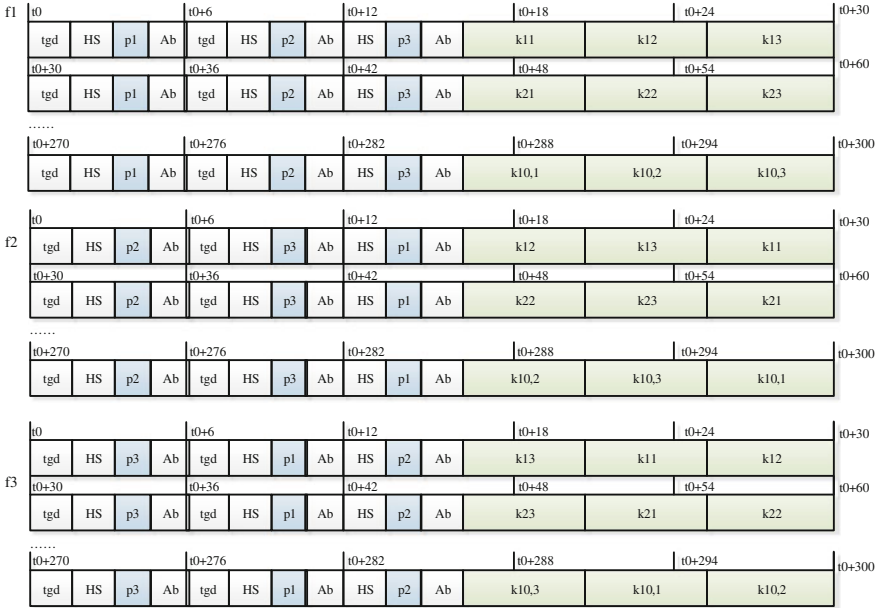 f1
t0 t0+6 t0+12 t0+18 t0+24 t0+30
tgd HS p1 Ab tgd HS p2 Ab HS p3 Ab k11 k12 k13
t0+30 t0+36 t0+42 t0+48 t0+54 t0+60
tgd HS p1 Ab tgd HS p2 Ab HS p3 Ab k21 k22 k23
......
t0+270 t0+276 t0+282 t0+288 t0+294 t0+300
tgd HS p1 Ab tgd HS p2 Ab HS p3 Ab k10,1 k10,2 k10,3
f2
t0 t0+6 t0+12 t0+18 t0+24 t0+30
tgd HS p2 Ab tgd HS p3 Ab HS p1 Ab k12 k13 k11
t0+30 t0+36 t0+42 t0+48 t0+54 t0+60
tgd HS p2 Ab tgd HS p3 Ab HS p1 Ab k22 k23 k21
......
t0+270 t0+276 t0+282 t0+288 t0+294 t0+300
tgd HS p2 Ab tgd HS p3 Ab HS p1 Ab k10,2 k10,3 k10,1
f3
t0 t0+6 t0+12 t0+18 t0+24 t0+30
tgd HS p3 Ab tgd HS p1 Ab HS p2 Ab k13 k11 k12
t0+30 t0+36 t0+42 t0+48 t0+54 t0+60
tgd HS p3 Ab tgd HS p1 Ab HS p2 Ab k23 k21 k22
......
t0+270 t0+276 t0+282 t0+288 t0+294 t0+300
tgd HS p3 Ab tgd HS p1 Ab HS p2 Ab k10,3 k10,1 k10,2